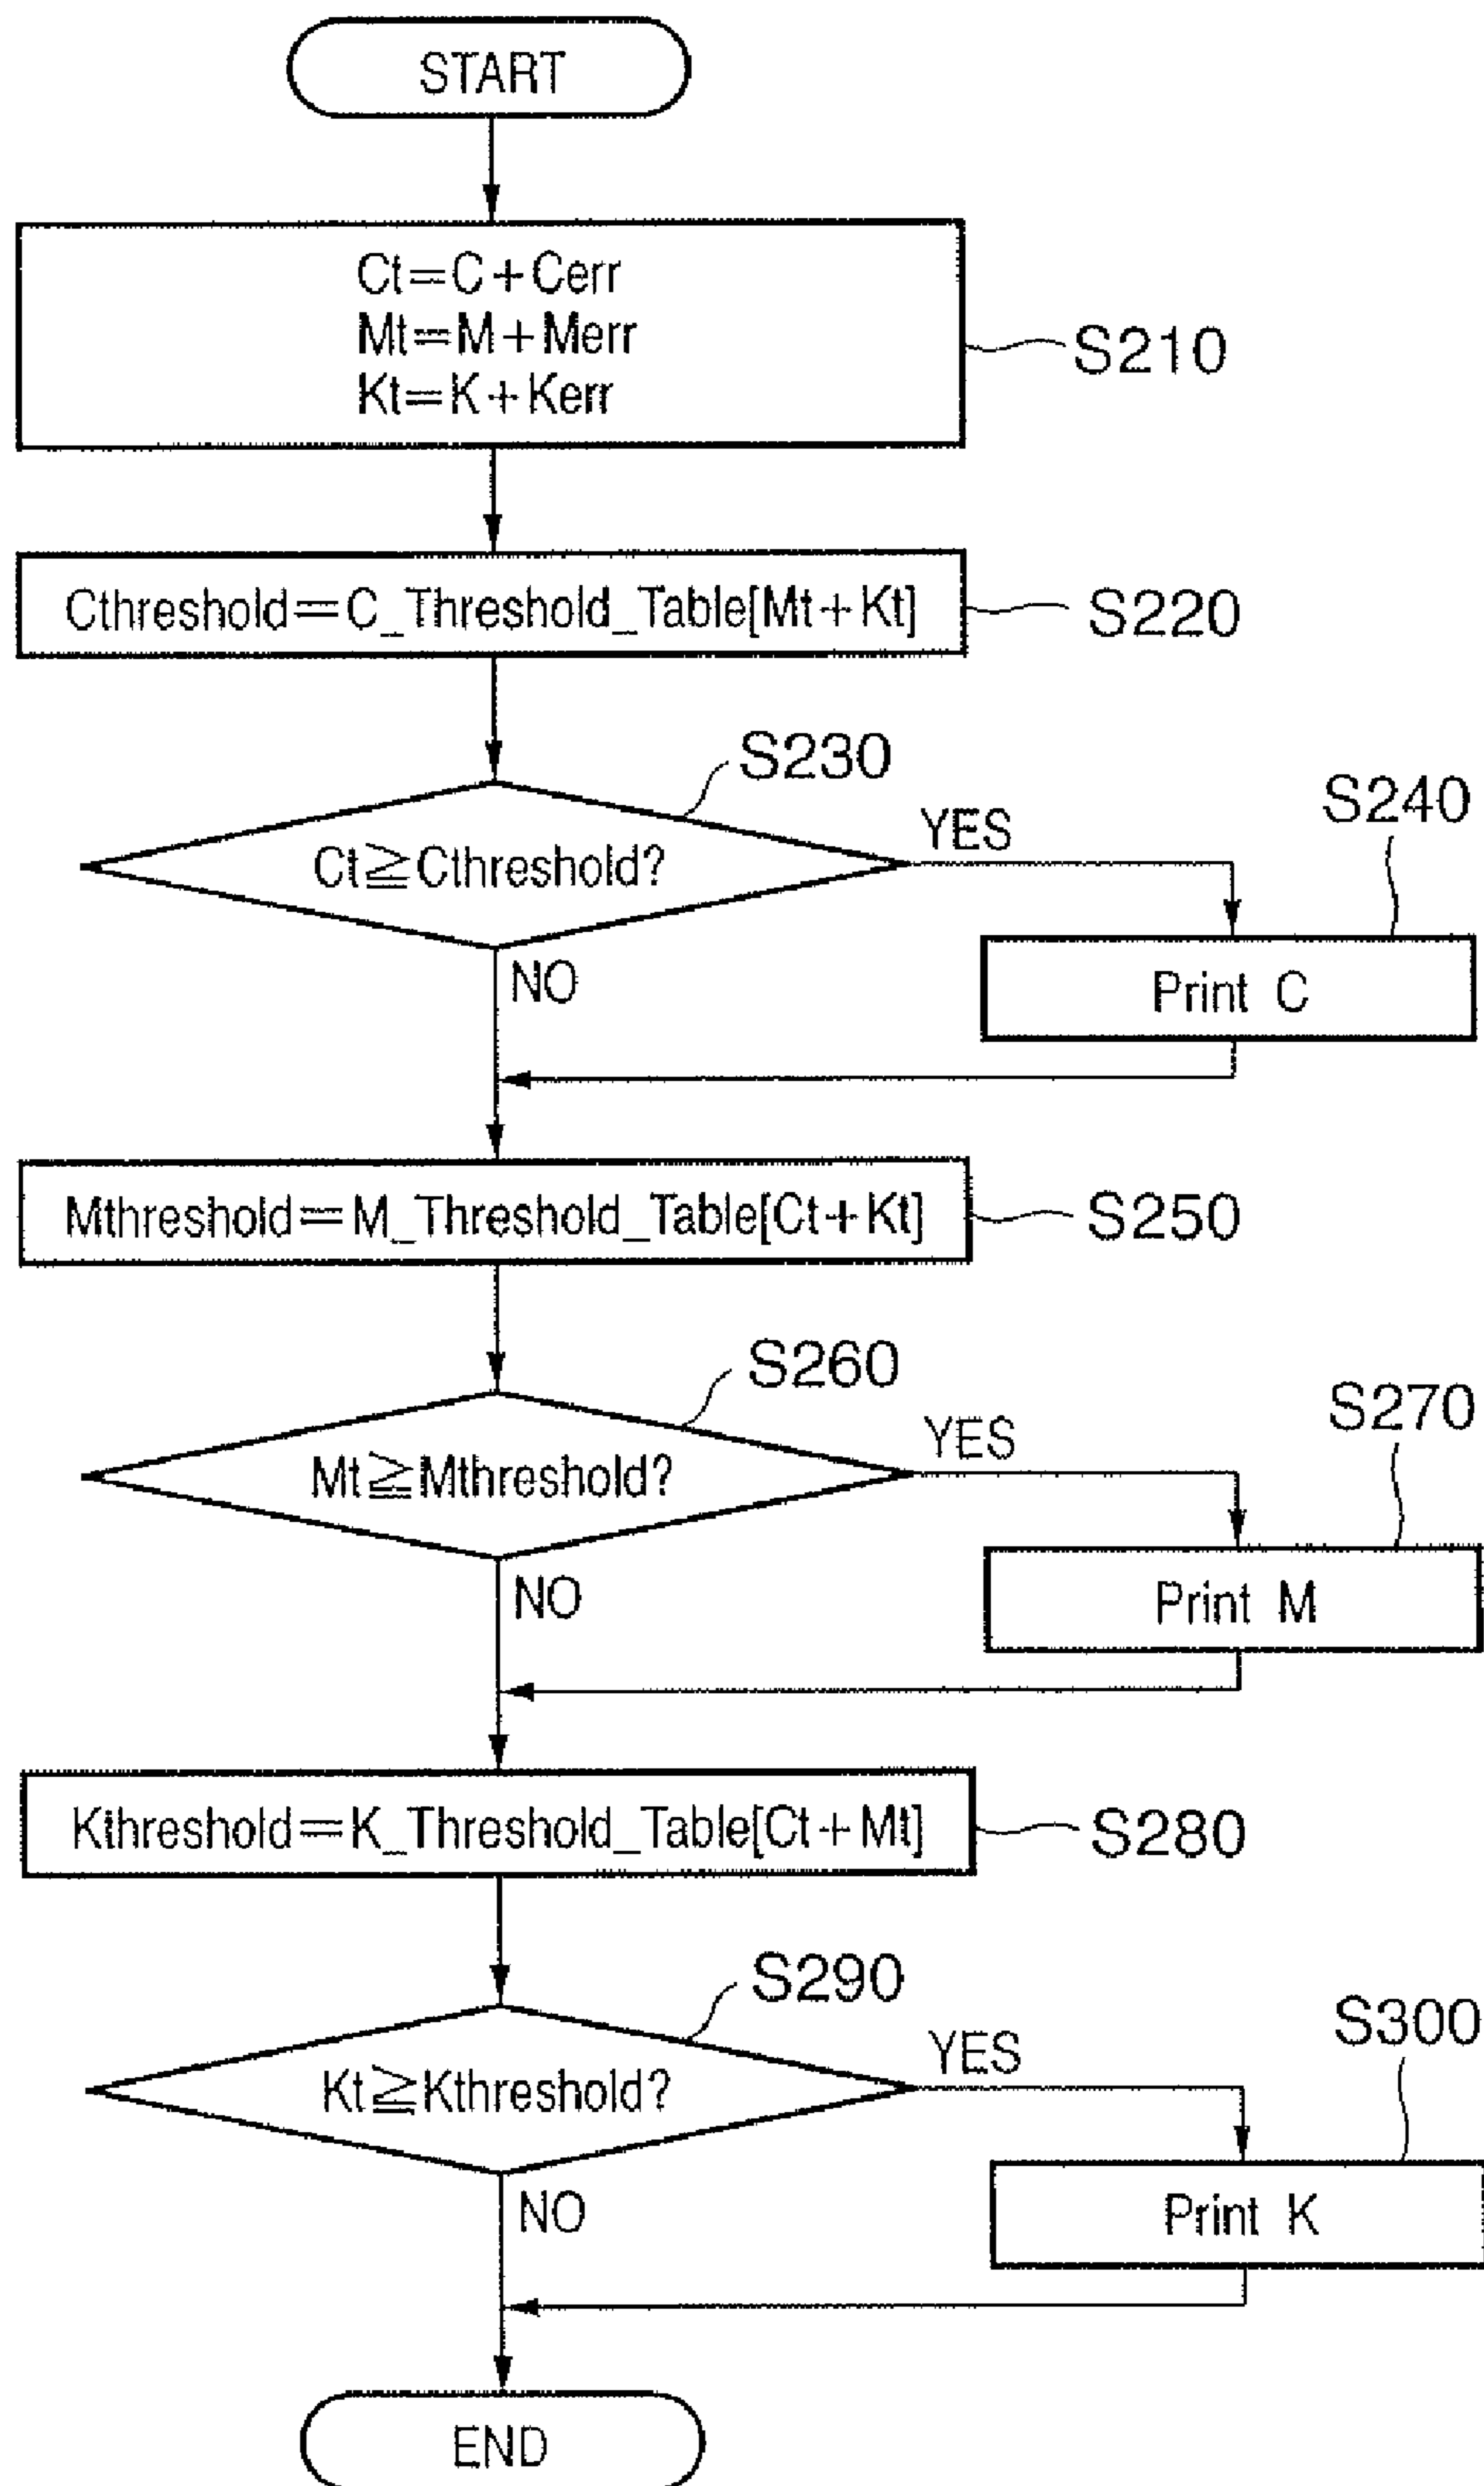 START
Ct=C+Cerr
Mt=M+Merr
Kt=K+Kerr
S210
Cthreshold=C_Threshold_Table[Mt+Kt]
S220
S230
Ct≧Cthreshold?
YES
S240
NO
Print C
Mthreshold=M_Threshold_Table[Ct+Kt]
S250
S260
Mt≧Mthreshold?
YES
S270
NO
Print M
Kthreshold=K_Threshold_Table[Ct+Mt]
S280
S290
Kt≧Kthreshold?
YES
S300
NO
Print K
END